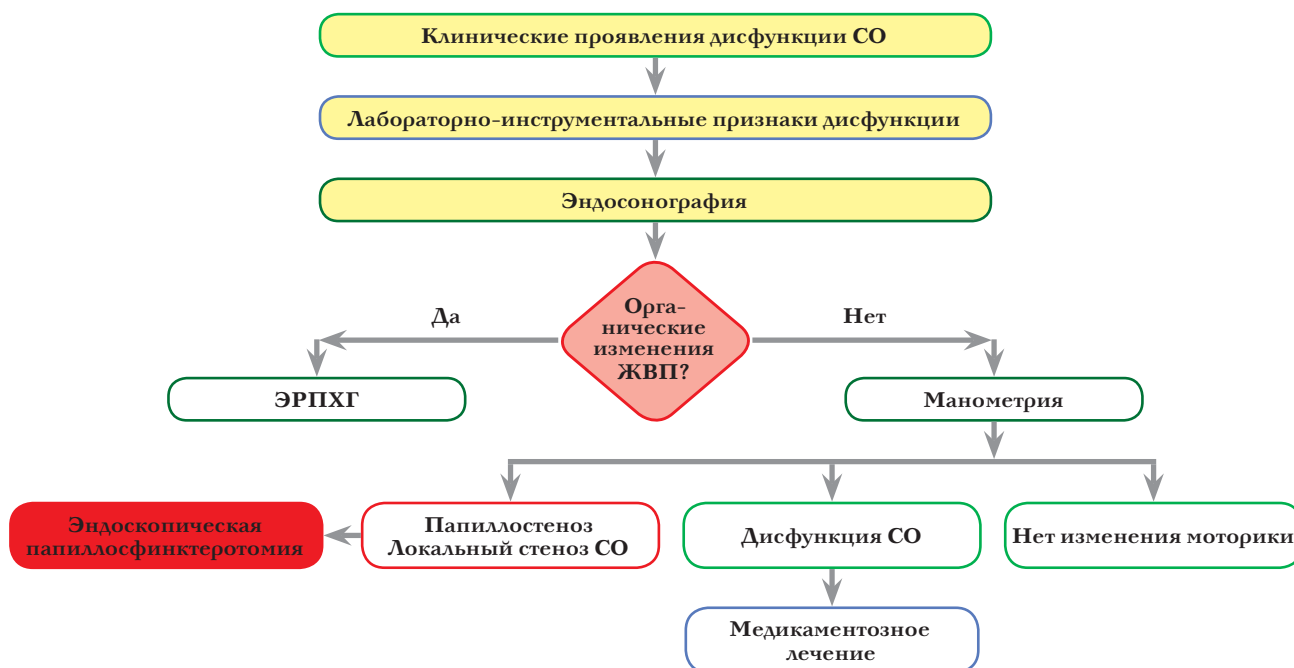 Клинические проявления дисфункции СО
Лабораторно-инструментальные признаки дисфункции
Эндосонография
Орга-
нические
изменения
ЖВП?
Да
Нет
ЭРПХГ
Манометрия
Эндоскопическая
папиллосфинктеротомия
Папиллостеноз
Локальный стеноз СО
Дисфункция СО
Нет изменения моторики
Медикаментозное
лечение